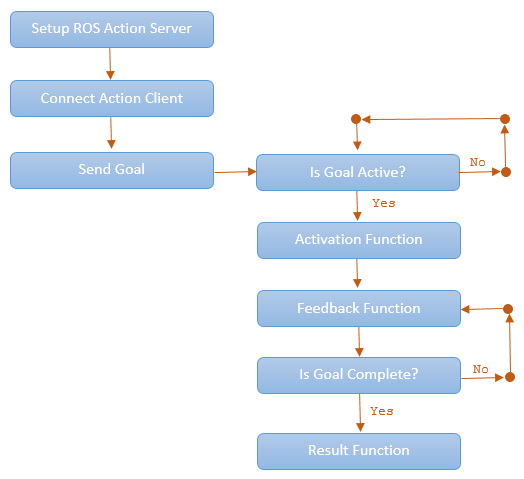 Setup ROS Action Server
Connect Action Client
Send Goal
Is Goal Active?
No
Yes
Activation Function
Feedback Function
Is Goal Complete?
No
Yes
Result Function